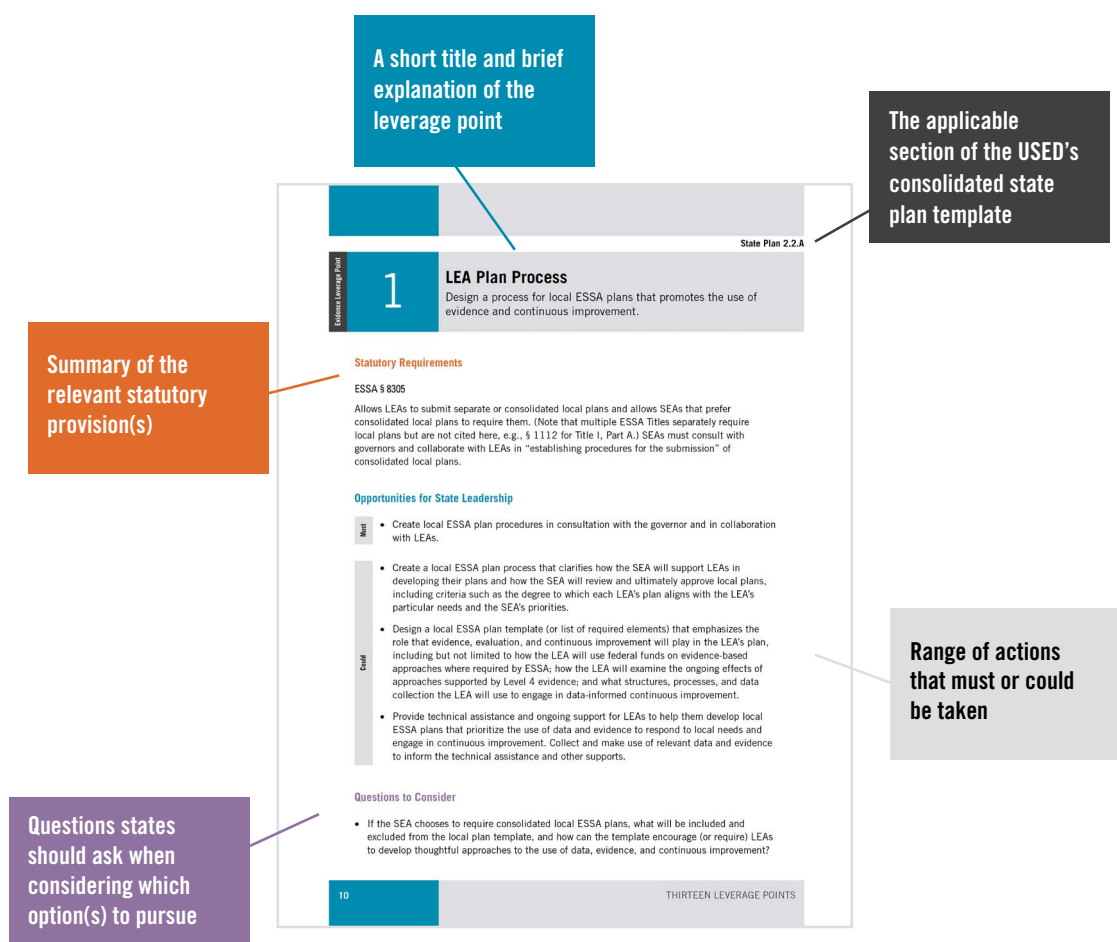 A short title and brief
explanation of the
leverage point
The applicable
section of the USED's
consolidated state
plan template
State Plan 2.2.A
Evidence Leverage Point
1
LEA Plan Process
Design a process for local ESSA plans that promotes the use of
evidence and continuous improvement.
Summary of the
relevant statutory
provision(s)
Statutory Requirements
ESSA § 8305
Allows LEAs to submit separate or consolidated local plans and allows SEAs that prefer
consolidated local plans to require them. (Note that multiple ESSA Titles separately require
local plans but are not cited here, e.g., § 1112 for Title I, Part A.) SEAs must consult with
governors and collaborate with LEAs in "establishing procedures for the submission" of
consolidated local plans.
Opportunities for State Leadership
Must
• Create local ESSA plan procedures in consultation with the governor and in collaboration
with LEAs.
Could
• Create a local ESSA plan process that clarifies how the SEA will support LEAs in
developing their plans and how the SEA will review and ultimately approve local plans,
including criteria such as the degree to which each LEA's plan aligns with the LEA's
particular needs and the SEA's priorities.
• Design a local ESSA plan template (or list of required elements) that emphasizes the
role that evidence, evaluation, and continuous improvement will play in the LEA's plan,
including but not limited to how the LEA will use federal funds on evidence-based
approaches where required by ESSA; how the LEA will examine the ongoing effects of
approaches supported by Level 4 evidence; and what structures, processes, and data
collection the LEA will use to engage in data-informed continuous improvement.
• Provide technical assistance and ongoing support for LEAs to help them develop local
ESSA plans that prioritize the use of data and evidence to respond to local needs and
engage in continuous improvement. Collect and make use of relevant data and evidence
to inform the technical assistance and other supports.
Range of actions
that must or could
be taken
Questions to Consider
• If the SEA chooses to require consolidated local ESSA plans, what will be included and
excluded from the local plan template, and how can the template encourage (or require) LEAs
to develop thoughtful approaches to the use of data, evidence, and continuous improvement?
Questions states
should ask when
considering which
option(s) to pursue
10
THIRTEEN LEVERAGE POINTS